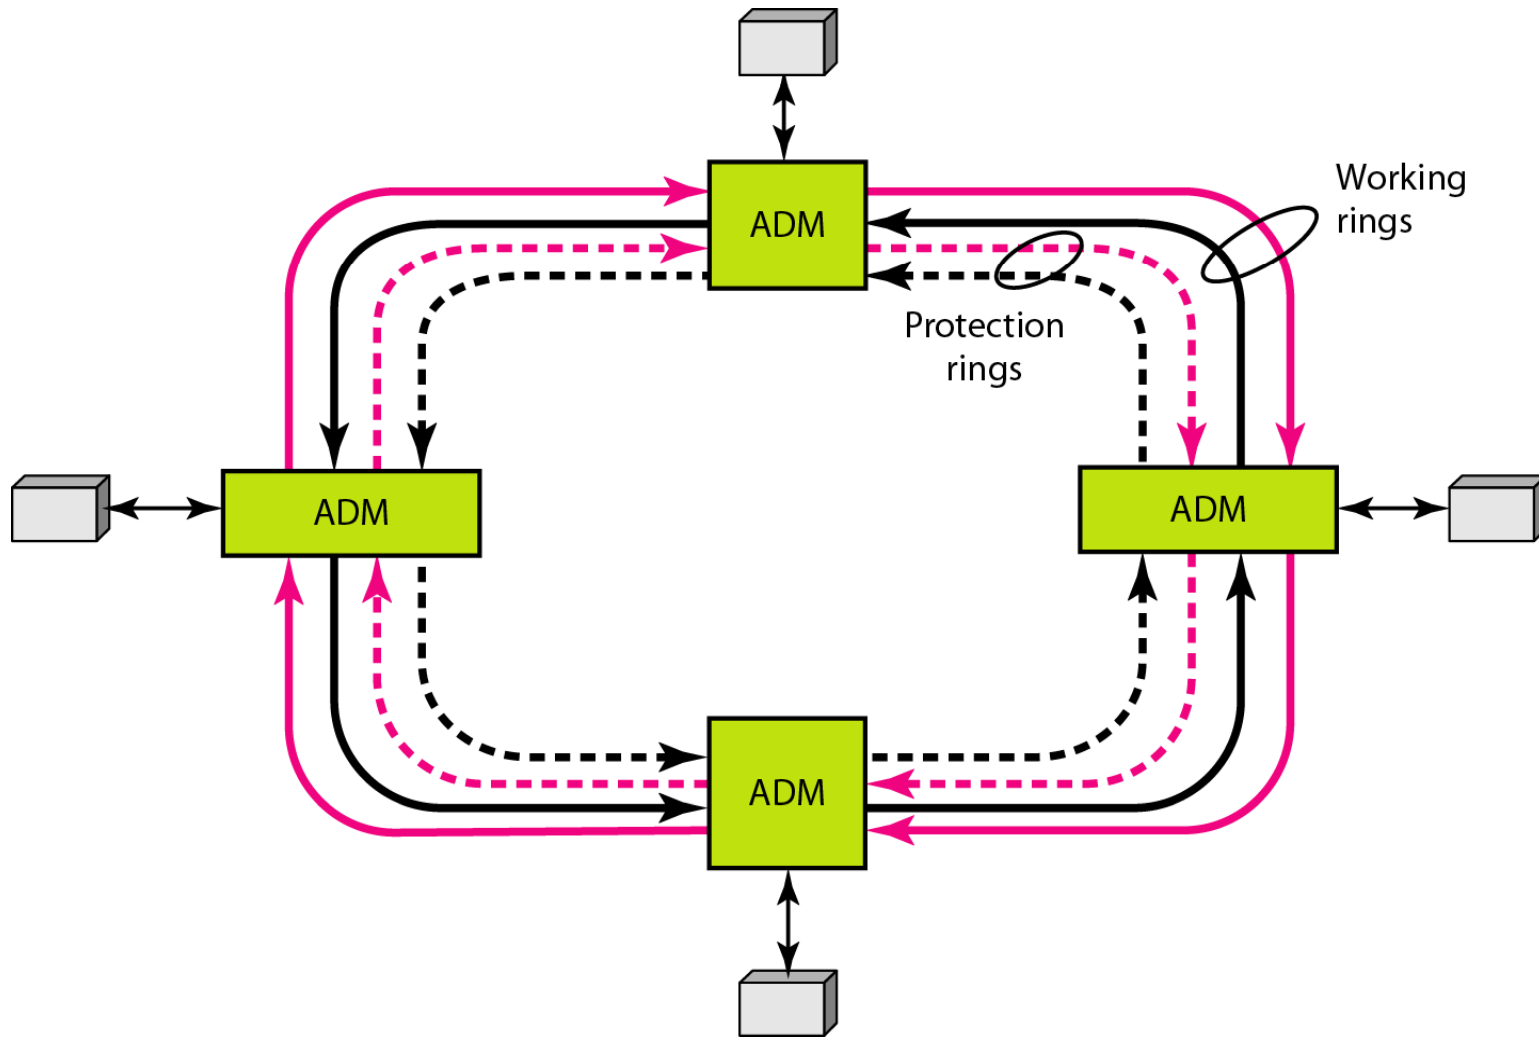 ADM
Working
rings
Protection
rings
ADM
ADM
ADM